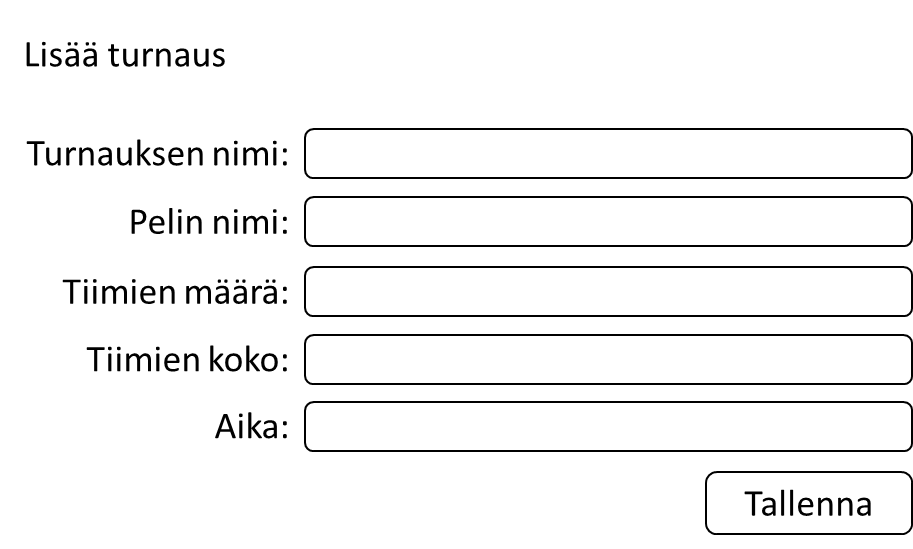 Lisää turnaus
Turnauksen nimi:
Pelin nimi:
Tiimien määrä:
Tiimien koko:
Aika:
Tallenna